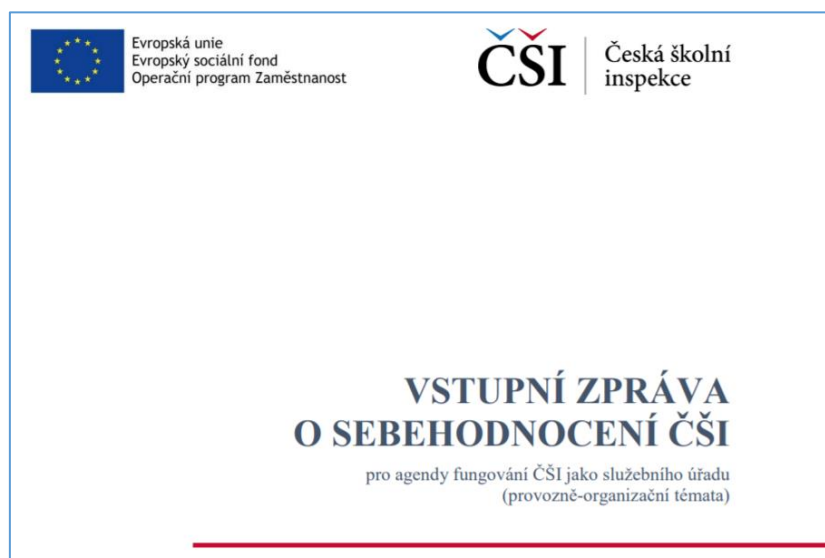 Evropská unie
Evropský sociální fond
Operační program Zaměstnanost
ČŠI
Česká školní
inspekce
VSTUPNÍ ZPRÁVA
O SEBEHODNOCENÍ ČŠI
pro agendy fungování ČŠI jako služebního úřadu
(provozně-organizační témata)